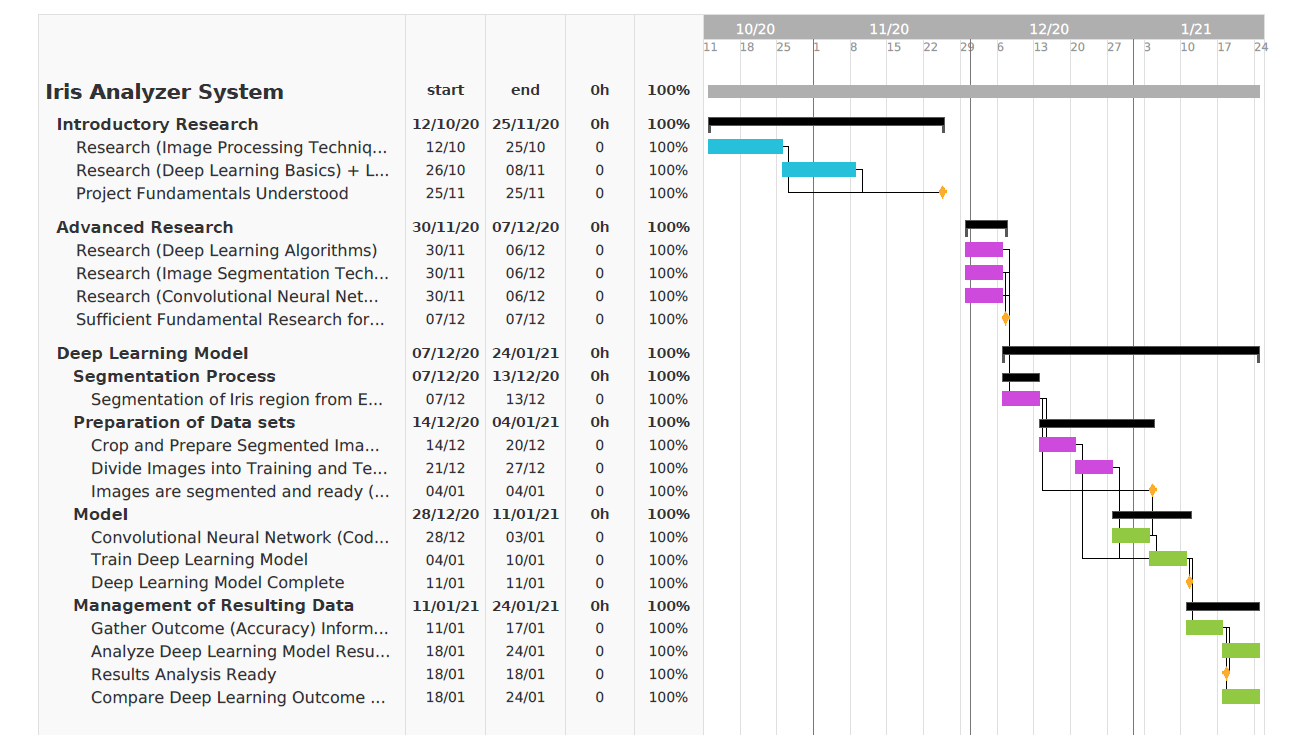 10/20 11/20 12/20 1/21
11 18 25 1 8 15 22 29 6 13 20 27 3 10 17 24
Iris Analyzer System start end 0h 100%
Introductory Research 12/10/20 25/11/20 0h 100%
Research (Image Processing Techniq... 12/10 25/10 0 100%
Research (Deep Learning Basics) + L... 26/10 08/11 0 100%
Project Fundamentals Understood 25/11 25/11 0 100%
Advanced Research 30/11/20 07/12/20 0h 100%
Research (Deep Learning Algorithms) 30/11 06/12 0 100%
Research (Image Segmentation Tech... 30/11 06/12 0 100%
Research (Convolutional Neural Net... 30/11 06/12 0 100%
Sufficient Fundamental Research for... 07/12 07/12 0 100%
Deep Learning Model 07/12/20 24/01/21 0h 100%
Segmentation Process 07/12/20 13/12/20 0h 100%
Segmentation of Iris region from E... 07/12 13/12 0 100%
Preparation of Data sets 14/12/20 04/01/21 0h 100%
Crop and Prepare Segmented Ima... 14/12 20/12 0 100%
Divide Images into Training and Te... 21/12 27/12 0 100%
Images are segmented and ready (... 04/01 04/01 0 100%
Model 28/12/20 11/01/21 0h 100%
Convolutional Neural Network (Cod... 28/12 03/01 0 100%
Train Deep Learning Model 04/01 10/01 0 100%
Deep Learning Model Complete 11/01 11/01 0 100%
Management of Resulting Data 11/01/21 24/01/21 0h 100%
Gather Outcome (Accuracy) Inform... 11/01 17/01 0 100%
Analyze Deep Learning Model Resu... 18/01 24/01 0 100%
Results Analysis Ready 18/01 18/01 0 100%
Compare Deep Learning Outcome ... 18/01 24/01 0 100%